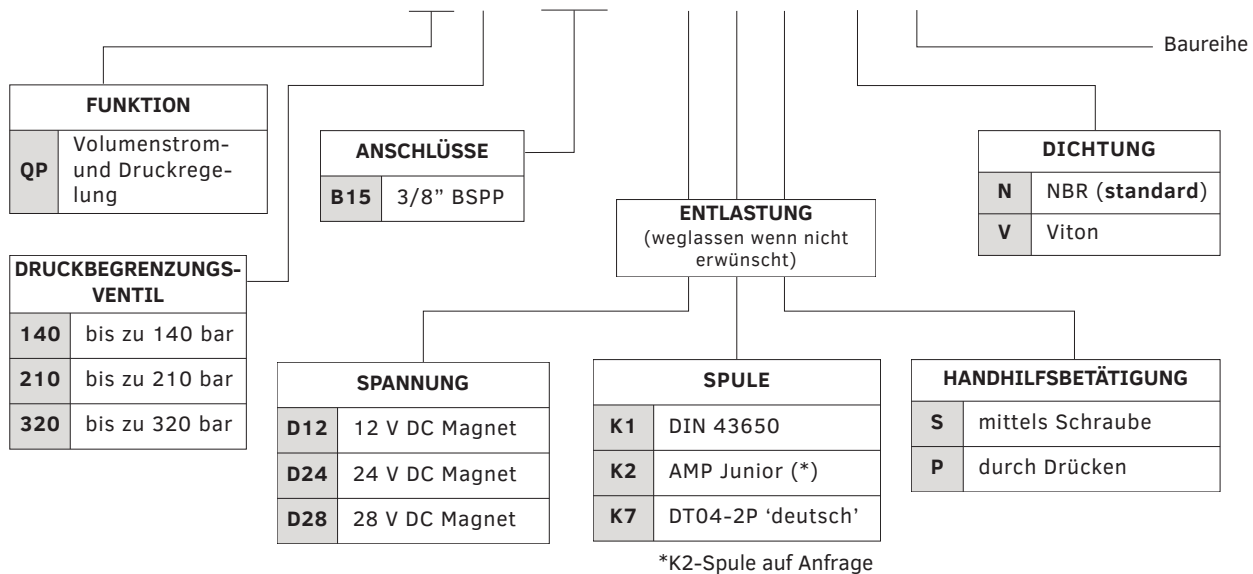 Baureihe
FUNKTION
QP
Volumenstrom-
und Druckrege-
lung
ANSCHLÜSSE
B15 3/8” BSPP
DICHTUNG
N NBR (standard)
V Viton
ENTLASTUNG
(weglassen wenn nicht
erwünscht)
DRUCKBEGRENZUNGS-
VENTIL
140 bis zu 140 bar
210 bis zu 210 bar
320 bis zu 320 bar
SPANNUNG
D12 12 V DC Magnet
D24 24 V DC Magnet
D28 28 V DC Magnet
SPULE
K1 DIN 43650
K2 AMP Junior (*)
K7 DT04-2P ‘deutsch’
*K2-Spule auf Anfrage
HANDHILFSBETÄTIGUNG
S mittels Schraube
P durch Drücken